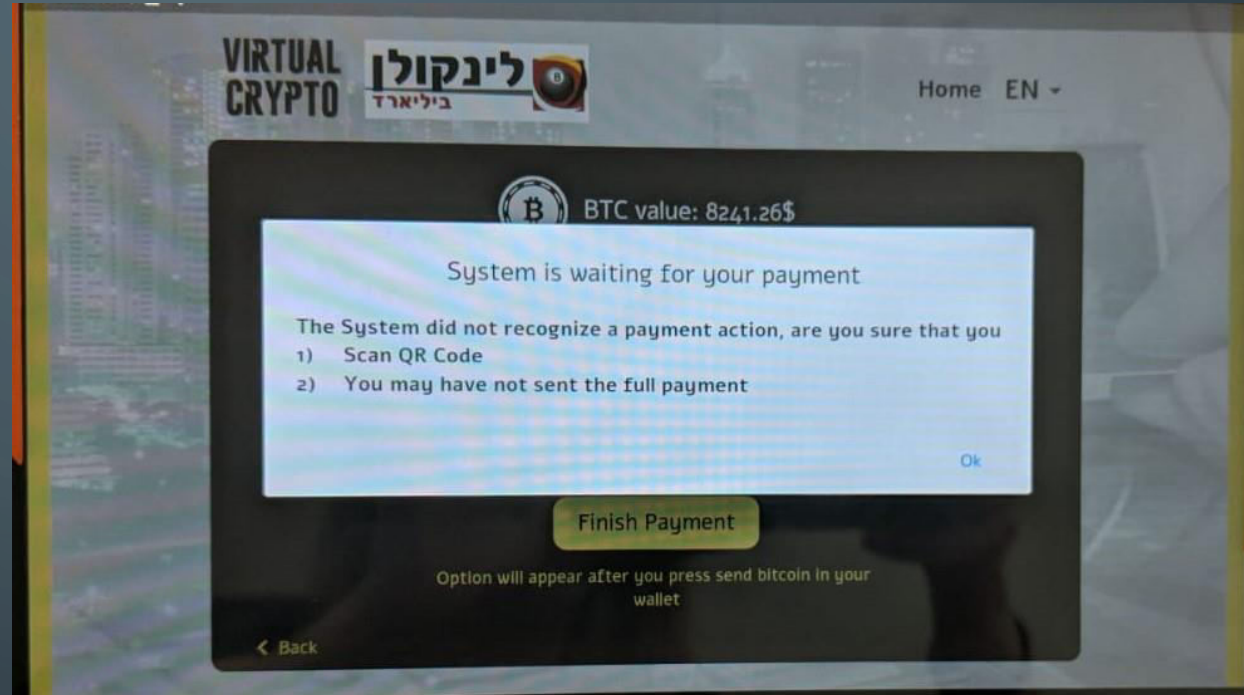 VIRTUAL
CRYPTO
לינקולן
ביליארד
8
Home EN
BTC value: 8241.26$
System is waiting for your payment
The System did not recognize a payment action, are you sure that you
1) Scan QR Code
2) You may have not sent the full payment
Ok
Finish Payment
Option will appear after you press send bitcoin in your
wallet
< Back